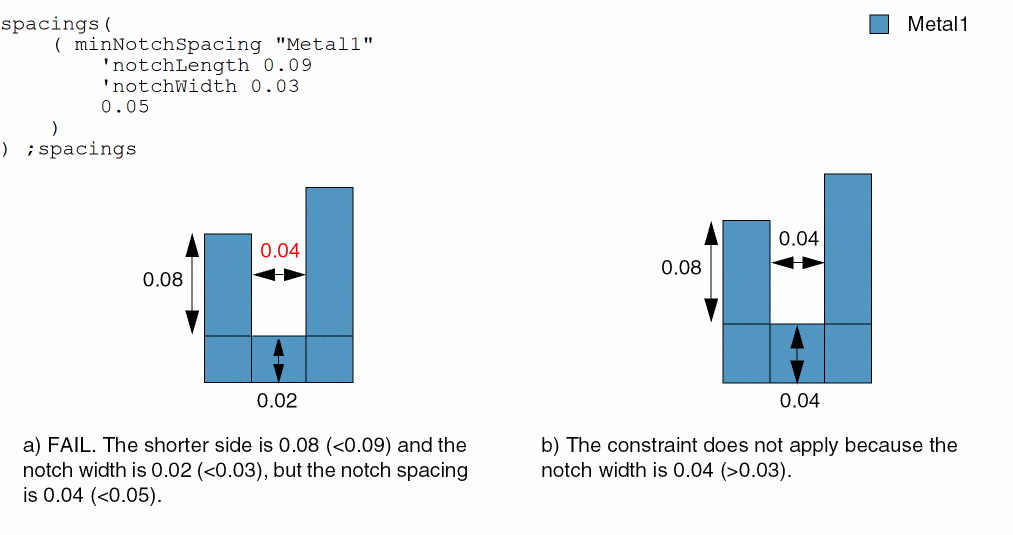 spacings(
( minNotchSpacing "Metal1"
'notchLength 0.09
'notchWidth 0.03
0.05
)
) ;spacings
Metal1
0.04
0.08
0.02
0.04
0.08
0.04
a) FAIL. The shorter side is 0.08 (<0.09) and the
notch width is 0.02 (<0.03), but the notch spacing
is 0.04 (<0.05).
b) The constraint does not apply because the
notch width is 0.04 (>0.03).